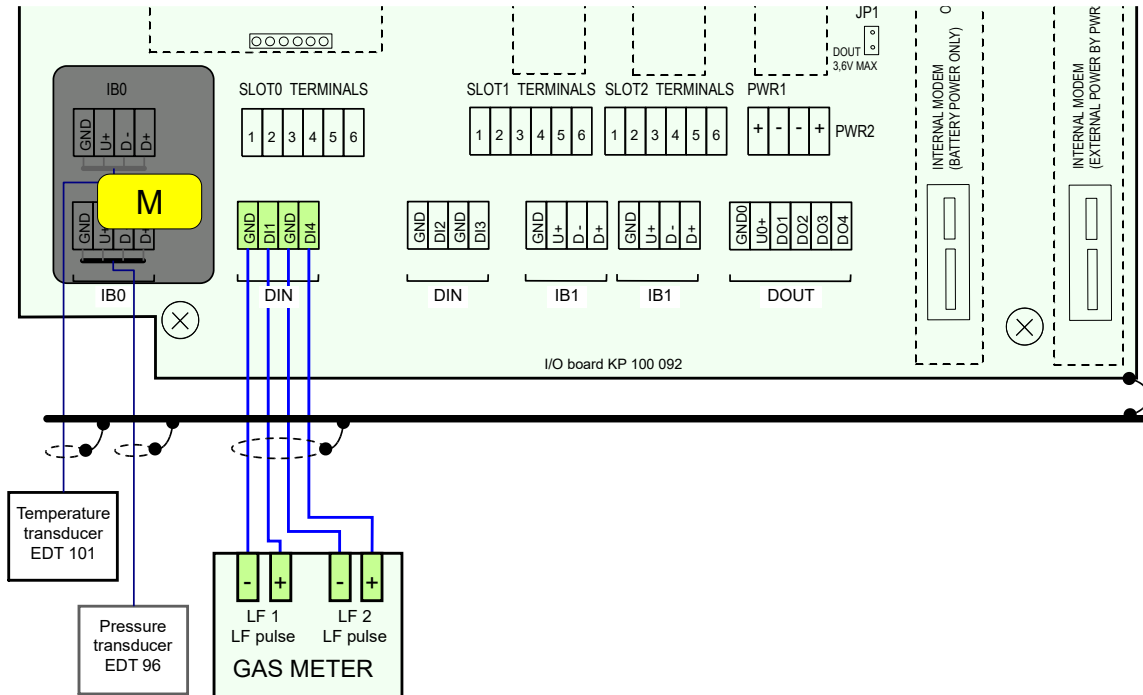 JP1
DOUT
3,6V MAX
O
INTERNAL MODEM
(BATTERY POWER ONLY)
INTERNAL MODEM
(EXTERNAL POWER BY PWR
IB0
SLOT0 TERMINALS
SLOT1 TERMINALS
SLOT2 TERMINALS
PWR1
GND U+ D- D+
1 2 3 4 5 6
1 2 3 4 5 6
1 2 3 4 5 6
+ - - +
PWR2
M
GND U+ D D+
GND DI1 GND DI4
GND DI2 GND DI3
GND U+ D- D+
GND U+ D- D+
GND0 U0+ DO1 DO2 DO3 DO4
IB0
DIN
DIN
IB1
IB1
DOUT
I/O board KP 100 092
Temperature
transducer
EDT 101
Pressure
transducer
EDT 96
- +
- +
LF 1
LF pulse
LF 2
LF pulse
GAS METER